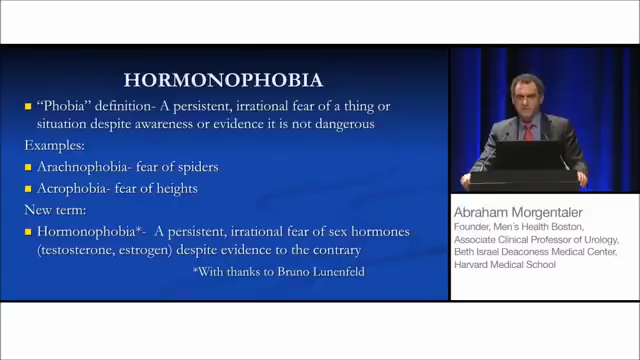 HORMONOPHOBIA
"Phobia" definition- A persistent, irrational fear of a thing or
situation despite awareness or evidence it is not dangerous
Examples:
Arachnophobia- fear of spiders
Acrophobia- fear of heights
New term:
Hormonophobia*- A persistent, irrational fear of sex hormones
(testosterone, estrogen) despite evidence to the contrary
*With thanks to Bruno Lunenfeld
Abraham Morgentaler
Founder, Men's Health Boston,
Associate Clinical Professor of Urology,
Beth Israel Deaconess Medical Center,
Harvard Medical School